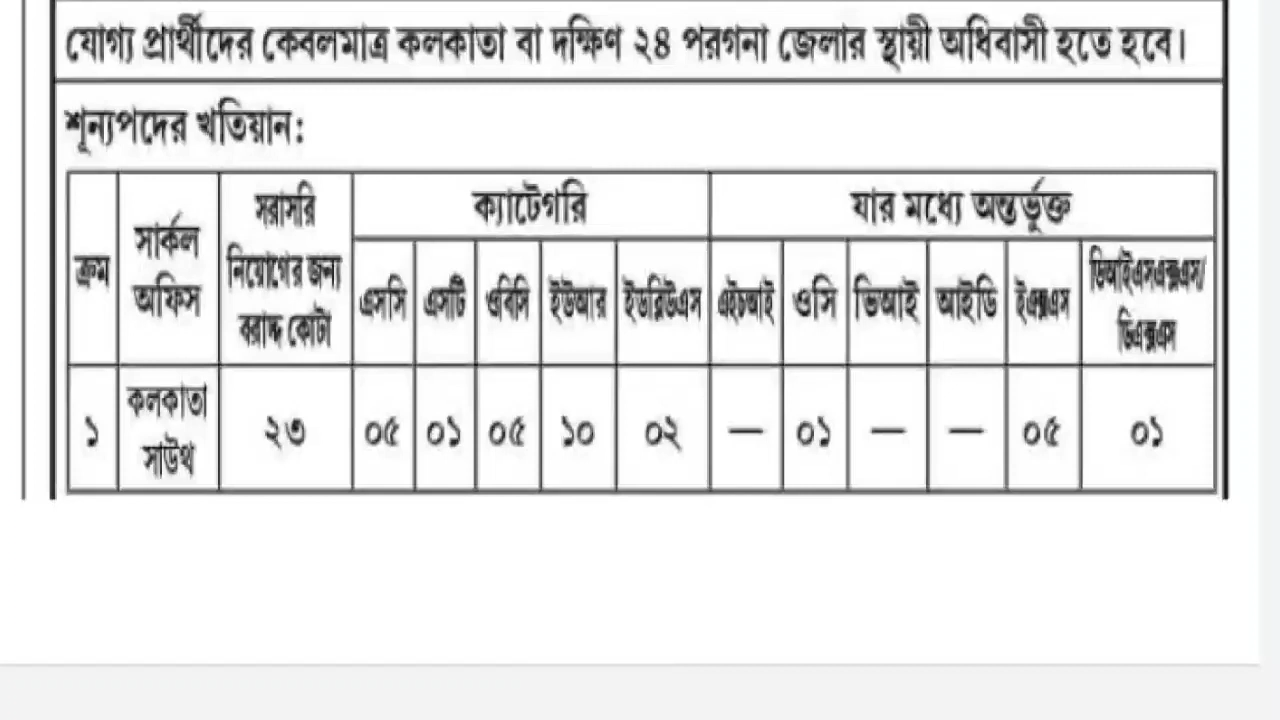 যোগ্য প্রার্থীদের কেবলমাত্র কলকাতা বা দক্ষিণ ২৪ পরগনা জেলার স্থায়ী অধিবাসী হতে হবে।
শূন্যপদের খতিয়ান:
ক্রম সার্কল অফিস সরাসরি নিয়োগের জন্য বরাদ্দ কোটা ক্যাটেগরি যার মধ্যে অন্তর্ভুক্ত
এসসি এসটি ওবিসি ইউআর ইডব্লিউএস এইচআই ওসি ভিআই আইডি ইএক্সএস ডিআইএসএক্সএস/ ডিএক্সএস
১ কলকাতা সাউথ ২৩ ০৫ ০১ ০৫ ১০ ০২ — ০১ — — ০৫ ০১